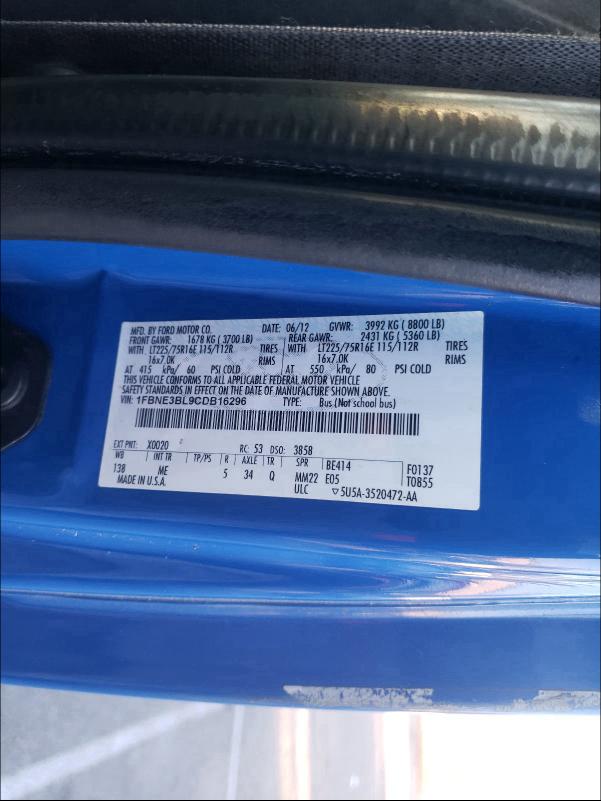 MFD. BY FORD MOTOR CO. DATE: 06/12 GVWR: 3992 KG ( 8800 LB)
FRONT GAWR: 1678 KG ( 3700 LB) REAR GAWR: 2431 KG ( 5360 LB)
WITH LT225/75R16E 115/112R TIRES WITH LT225/75R16E 115/112R TIRES
16x7.0K RIMS 16x7.0K RIMS
AT 415 kPa/ 60 PSI COLD AT 550 kPa/ 80 PSI COLD
THIS VEHICLE CONFORMS TO ALL APPLICABLE FEDERAL MOTOR VEHICLE
SAFETY STANDARDS IN EFFECT ON THE DATE OF MANUFACTURE SHOWN ABOVE.
VIN: 1FBNE3BL9CDB16296 TYPE: Bus (Not school bus)
EXT PNT: X0020 RC: 53 DSO: 3858
WB INT TR TP/PS R AXLE TR SPR BE414 F0137
138 ME 5 34 Q MM22 E05 T0855
MADE IN U.S.A. ULC ▽5U5A-3520472-AA